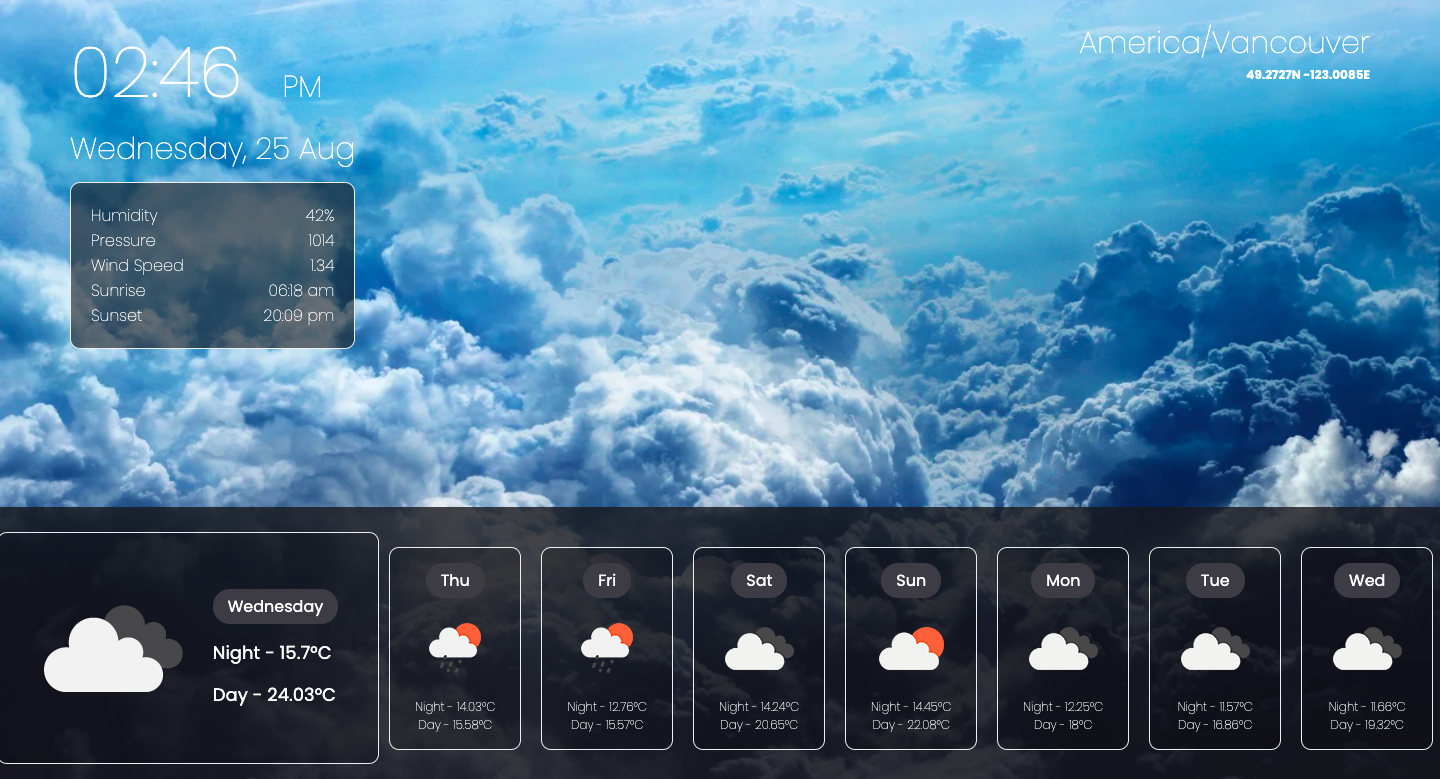 02:46 PM
America/Vancouver
49.2727N -123.0085E
Wednesday, 25 Aug
Humidity 42%
Pressure 1014
Wind Speed 1.34
Sunrise 06:18 am
Sunset 20:09 pm
Wednesday
Night - 15.7°C
Day - 24.03°C
Thu
Night - 14.03°C
Day - 15.58°C
Fri
Night - 12.76°C
Day - 15.57°C
Sat
Night - 14.24°C
Day - 20.65°C
Sun
Night - 14.45°C
Day - 22.08°C
Mon
Night - 12.25°C
Day - 18°C
Tue
Night - 11.57°C
Day - 16.86°C
Wed
Night - 11.66°C
Day - 19.32°C